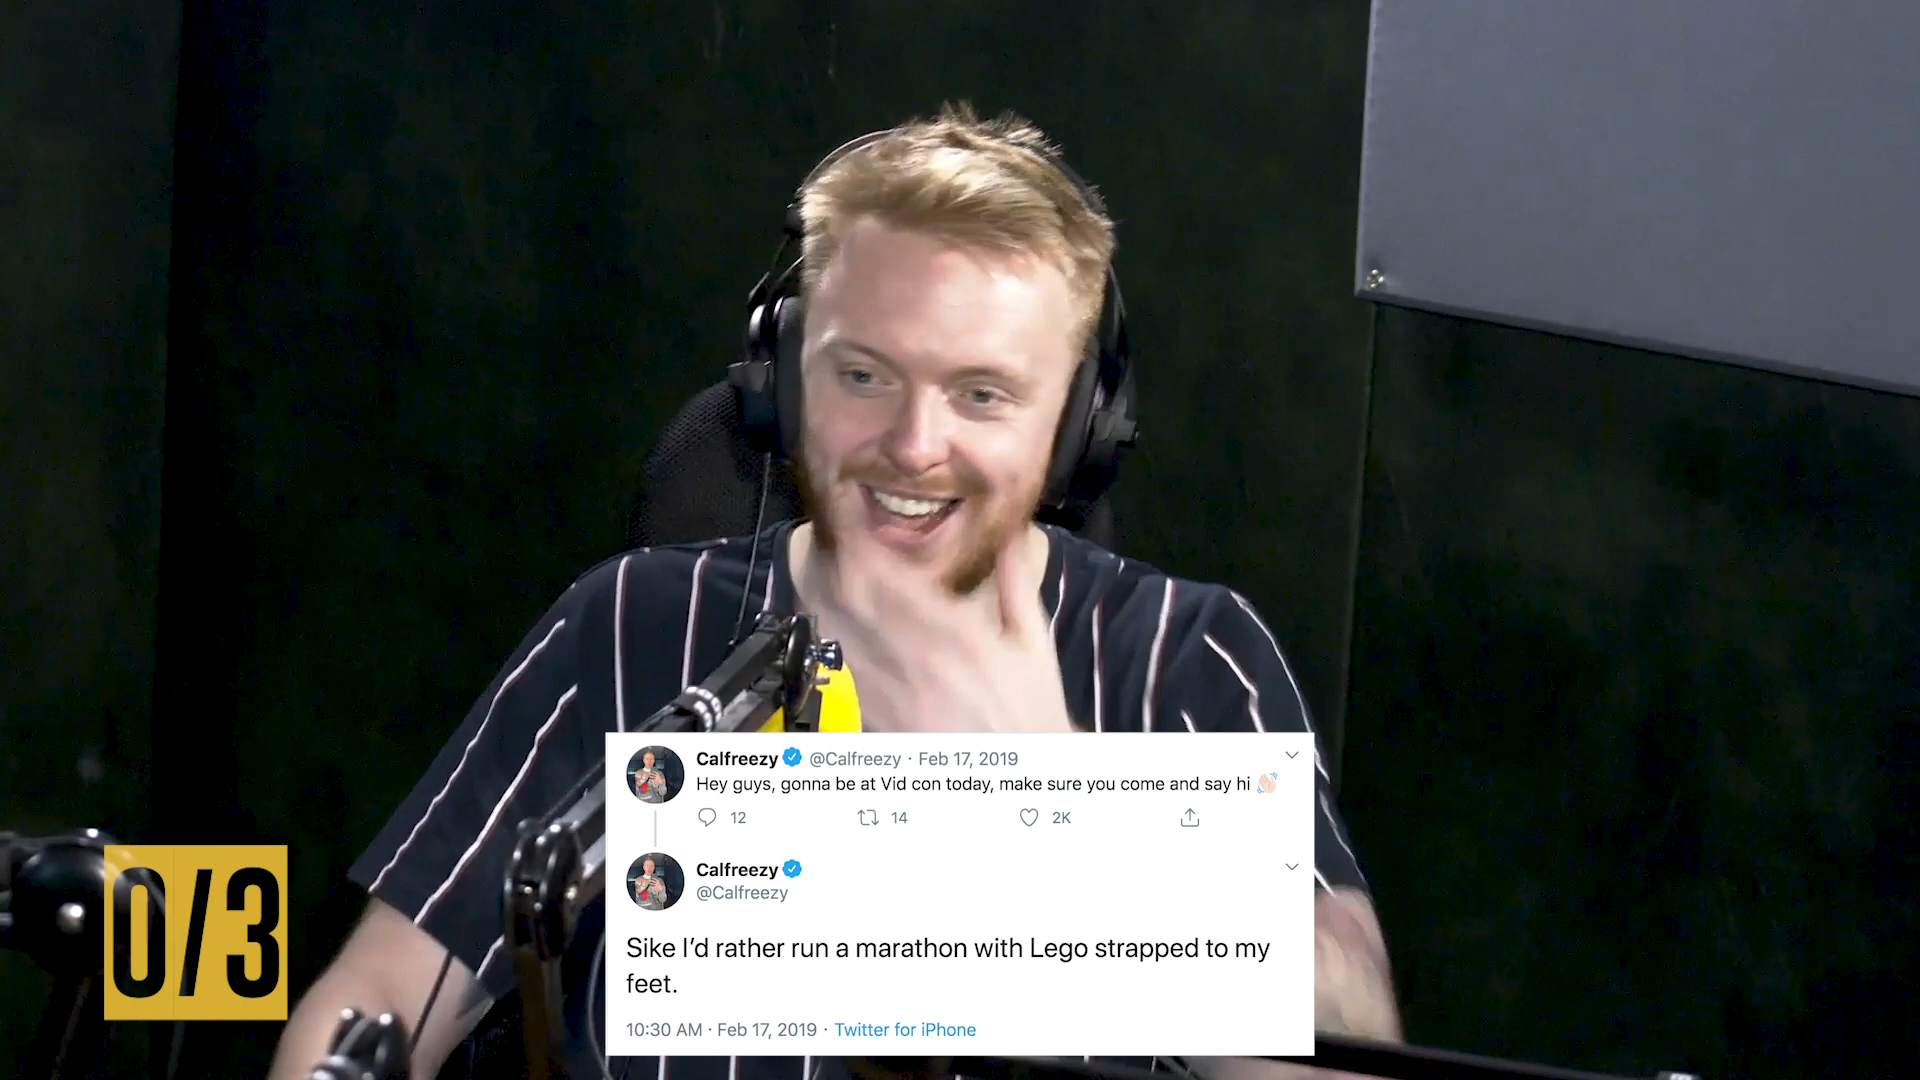 Calfreezy @Calfreezy · Feb 17, 2019
Hey guys, gonna be at Vid con today, make sure you come and say hi 👋🏻
12 14 2K
Calfreezy
@Calfreezy
0/3
Sike I’d rather run a marathon with Lego strapped to my
feet.
10:30 AM · Feb 17, 2019 · Twitter for iPhone